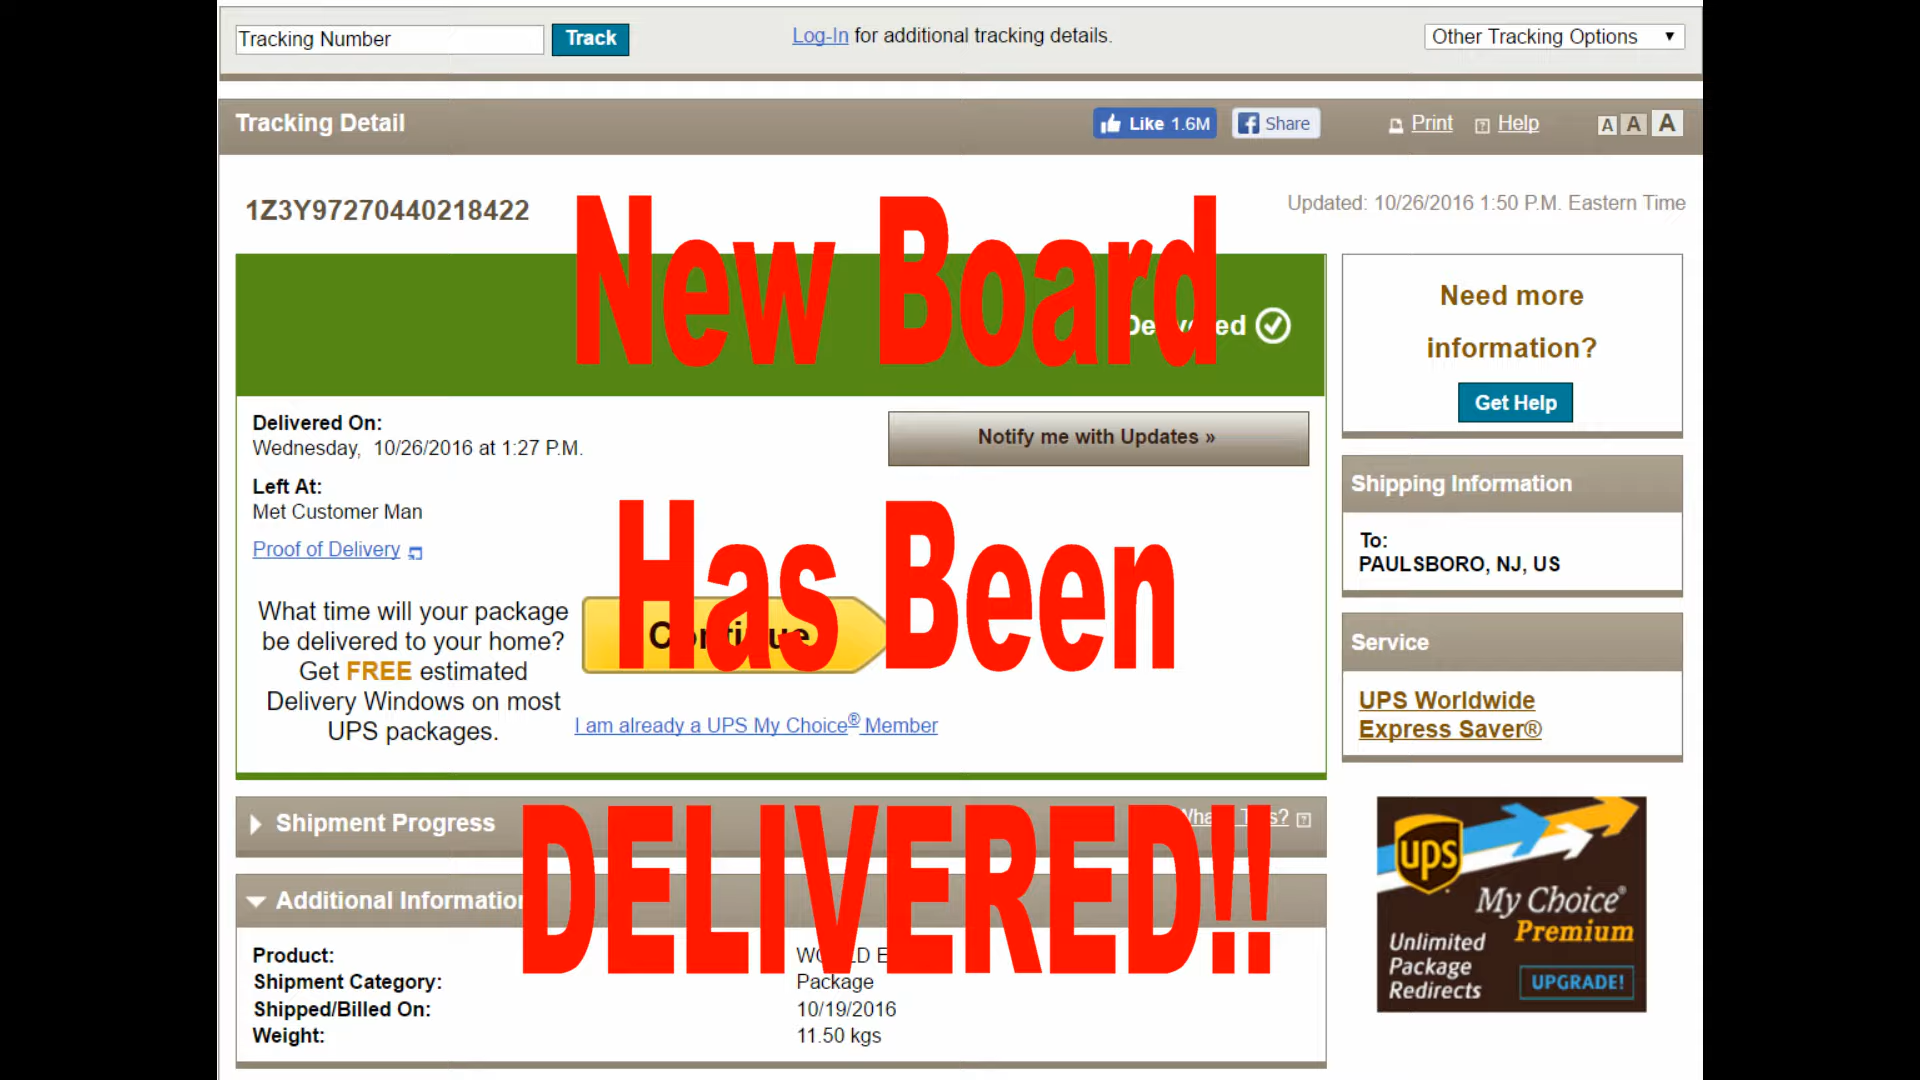 Tracking Number
Track
Log-In for additional tracking details.
Other Tracking Options
Tracking Detail
Like 1.6M
Share
Print
Help
A A A
1Z3Y97270440218422
Updated: 10/26/2016 1:50 P.M. Eastern Time
New Board
Delivered
Delivered On:
Wednesday, 10/26/2016 at 1:27 P.M.
Left At:
Met Customer Man
Proof of Delivery
Notify me with Updates »
Has Been
What time will your package
be delivered to your home?
Get FREE estimated
Delivery Windows on most
UPS packages.
Continue
I am already a UPS My Choice® Member
DELIVERED!!
Shipment Progress
What's This?
Additional Information
Product:
Shipment Category: Package
Shipped/Billed On: 10/19/2016
Weight: 11.50 kgs
Need more
information?
Get Help
Shipping Information
To:
PAULSBORO, NJ, US
Service
UPS Worldwide
Express Saver®
ups
My Choice®
Premium
Unlimited
Package
Redirects
UPGRADE!